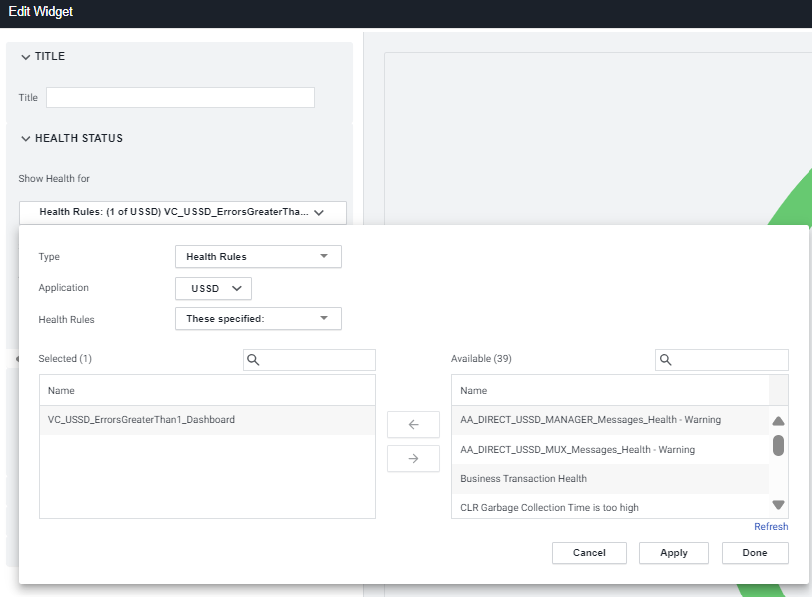 Edit Widget
TITLE
Title
HEALTH STATUS
Show Health for
Health Rules: (1 of USSD) VC_USSD_ErrorsGreaterTha...
Type
Health Rules
Application
USSD
Health Rules
These specified:
Selected (1)
Name
VC_USSD_ErrorsGreaterThan1_Dashboard
Available (39)
Name
AA_DIRECT_USSD_MANAGER_Messages_Health - Warning
AA_DIRECT_USSD_MUX_Messages_Health - Warning
Business Transaction Health
CLR Garbage Collection Time is too high
Refresh
Cancel
Apply
Done